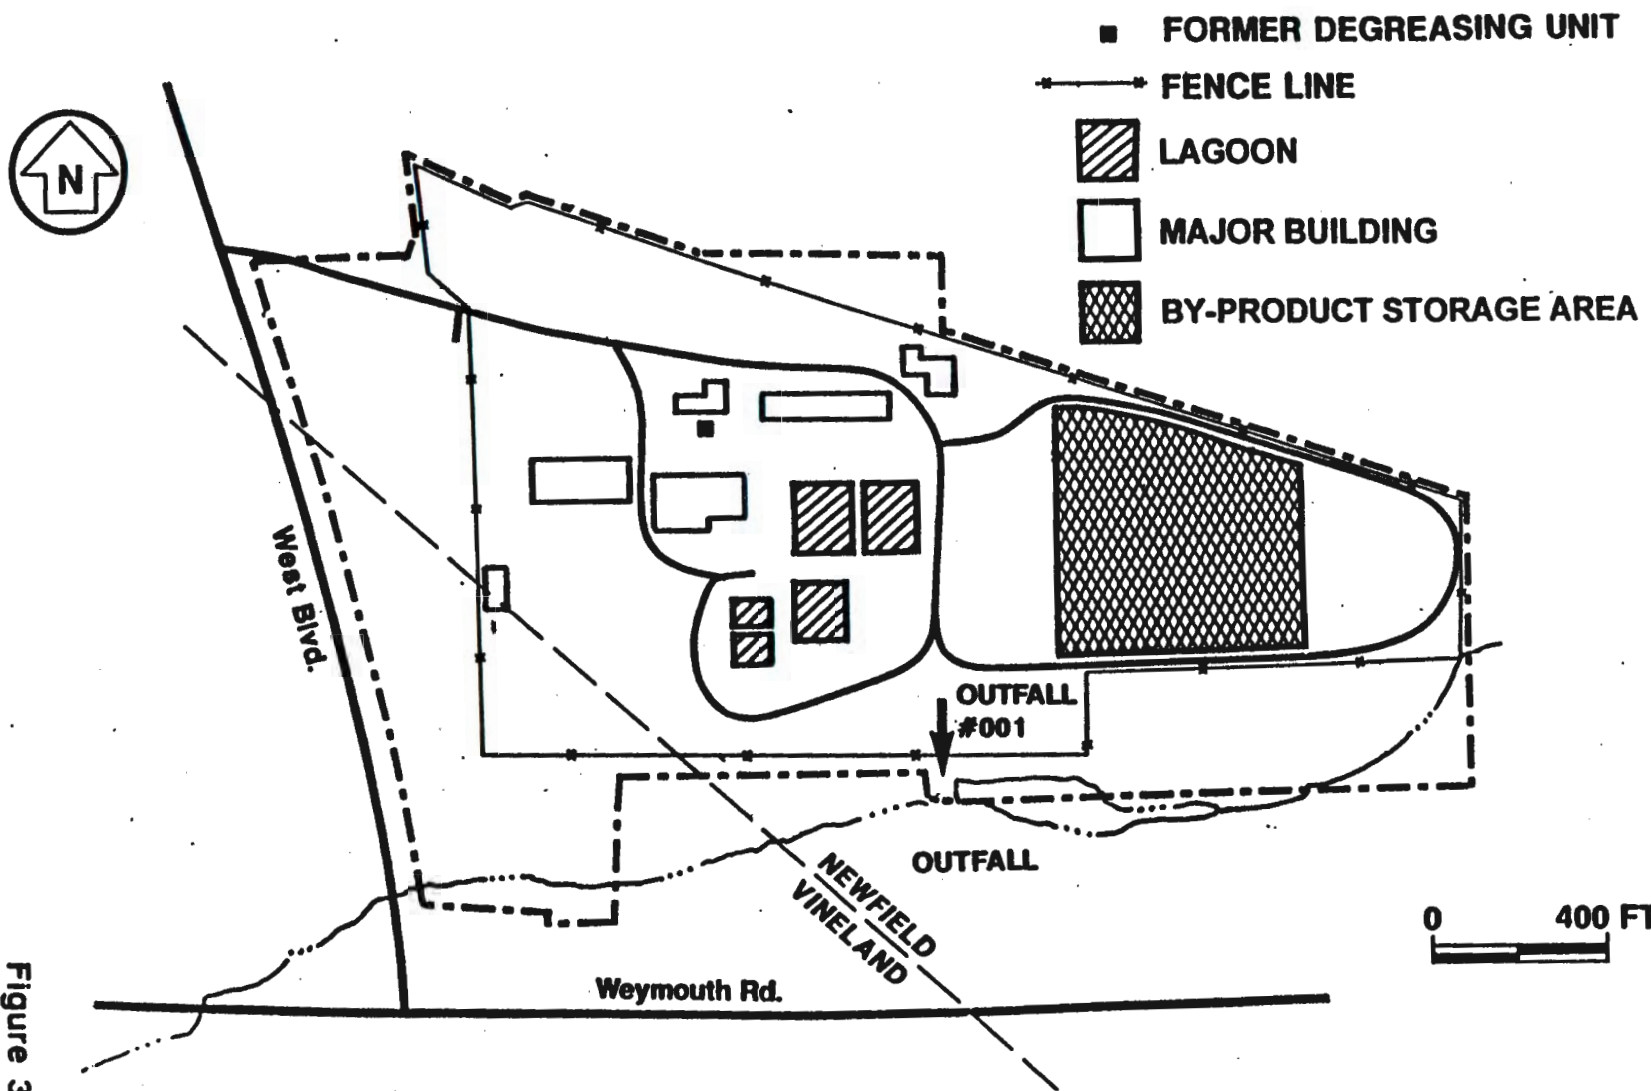 FORMER DEGREASING UNIT
FENCE LINE
LAGOON
MAJOR BUILDING
BY-PRODUCT STORAGE AREA
N
West Blvd.
OUTFALL
#001
OUTFALL
NEWFIELD
VINELAND
Weymouth Rd.
0 400 FT
Figure 3